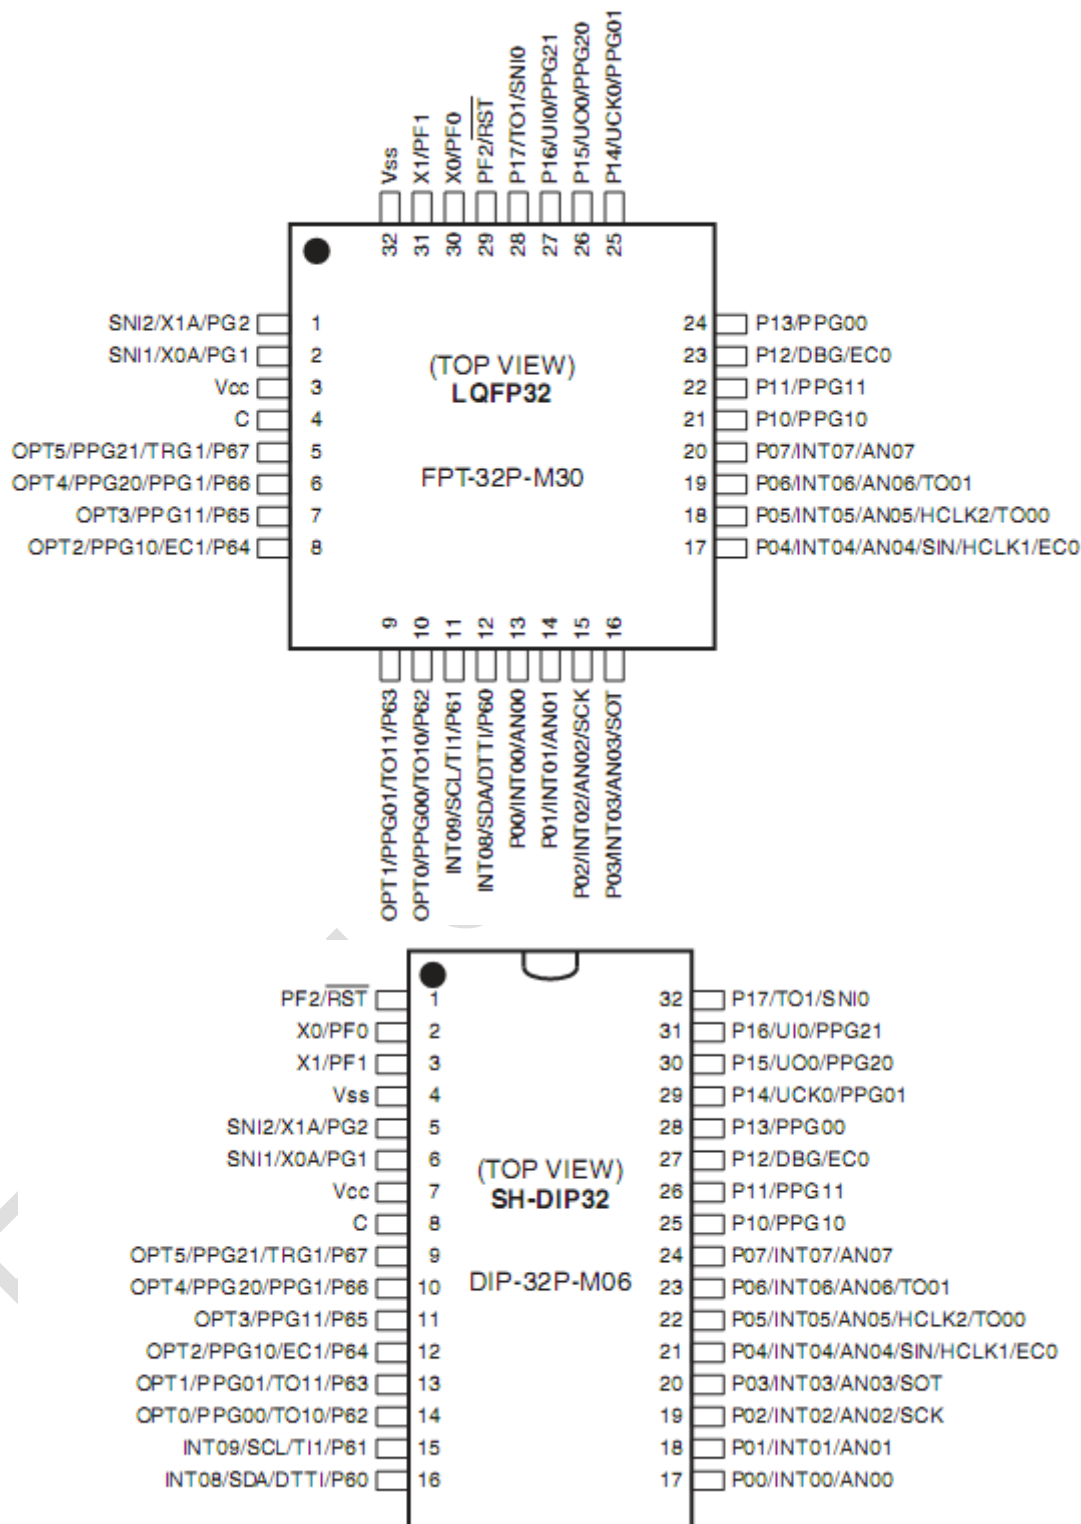 Vss
X1/PF1
X0/PF0
PF2/RST
P17/TO1/SNI0
P16/UI0/PPG21
P15/UO0/PPG20
P14/UCK0/PPG01
32
31
30
29
28
27
26
25
SNI2/X1A/PG2 1
SNI1/X0A/PG1 2
Vcc 3
C 4
OPT5/PPG21/TRG1/P67 5
OPT4/PPG20/PPG1/P66 6
OPT3/PPG11/P65 7
OPT2/PPG10/EC1/P64 8
(TOP VIEW)
LQFP32
FPT-32P-M30
24 P13/PPG00
23 P12/DBG/EC0
22 P11/PPG11
21 P10/PPG10
20 P07/INT07/AN07
19 P06/INT06/AN06/TO01
18 P05/INT05/AN05/HCLK2/TO00
17 P04/INT04/AN04/SIN/HCLK1/EC0
9
10
11
12
13
14
15
16
OPT1/PPG01/TO11/P63
OPT0/PPG00/TO10/P62
INT09/SCL/TI1/P61
INT08/SDA/DTTI/P60
P00/INT00/AN00
P01/INT01/AN01
P02/INT02/AN02/SCK
P03/INT03/AN03/SOT
PF2/RST 1
X0/PF0 2
X1/PF1 3
Vss 4
SNI2/X1A/PG2 5
SNI1/X0A/PG1 6
Vcc 7
C 8
OPT5/PPG21/TRG1/P67 9
OPT4/PPG20/PPG1/P66 10
OPT3/PPG11/P65 11
OPT2/PPG10/EC1/P64 12
OPT1/PPG01/TO11/P63 13
OPT0/PPG00/TO10/P62 14
INT09/SCL/TI1/P61 15
INT08/SDA/DTTI/P60 16
(TOP VIEW)
SH-DIP32
DIP-32P-M06
32 P17/TO1/SNI0
31 P16/UI0/PPG21
30 P15/UO0/PPG20
29 P14/UCK0/PPG01
28 P13/PPG00
27 P12/DBG/EC0
26 P11/PPG11
25 P10/PPG10
24 P07/INT07/AN07
23 P06/INT06/AN06/TO01
22 P05/INT05/AN05/HCLK2/TO00
21 P04/INT04/AN04/SIN/HCLK1/EC0
20 P03/INT03/AN03/SOT
19 P02/INT02/AN02/SCK
18 P01/INT01/AN01
17 P00/INT00/AN00